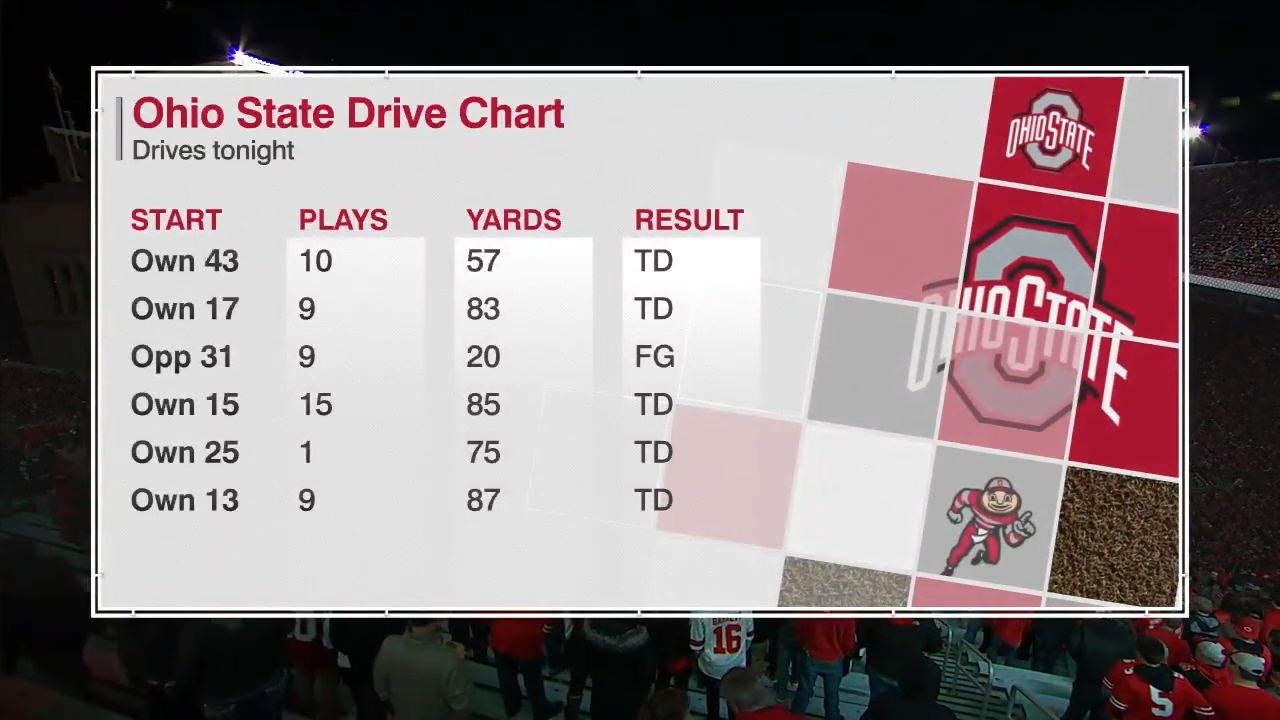 Ohio State Drive Chart
Drives tonight
OHIO STATE
START PLAYS YARDS RESULT
Own 43 10 57 TD
Own 17 9 83 TD
Opp 31 9 20 FG
Own 15 15 85 TD
Own 25 1 75 TD
Own 13 9 87 TD
OHIO STATE
16
5